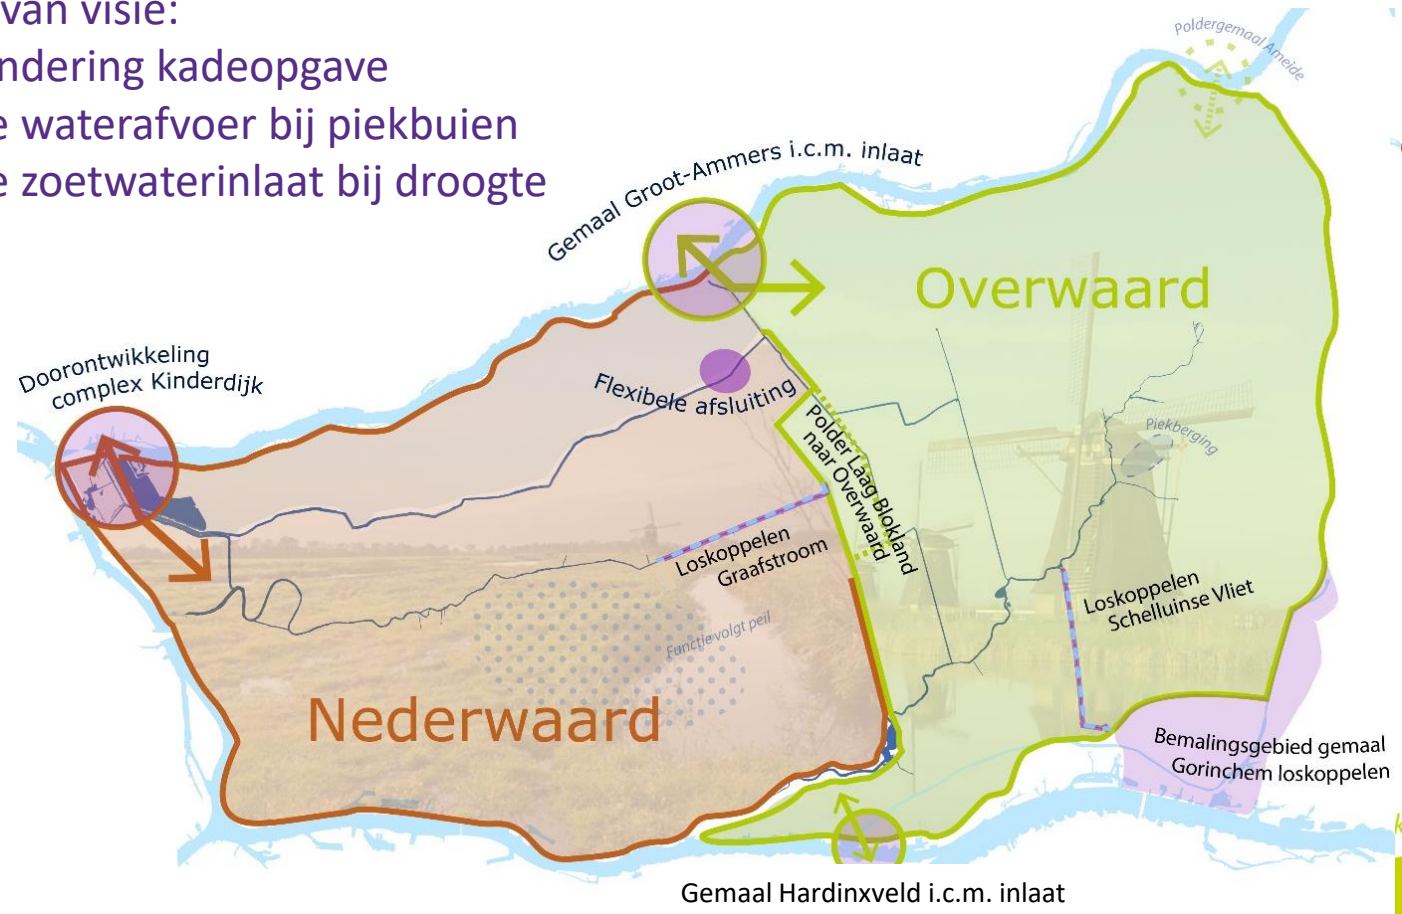 van visie:
ndering kadeopgave
e waterafvoer bij piekbuien
e zoetwaterinlaat bij droogte
Poldergemaal Ameide
Gemaal Groot-Ammers i.c.m. inlaat
Overwaard
Doorontwikkeling
complex Kinderdijk
Flexibele afsluiting
Polder Laag Blokland
naar Overwaard
Piekberging
Loskoppelen
Graafstroom
Loskoppelen
Schelluinse Vliet
Functie volgt peil
Nederwaard
Bemalingsgebied gemaal
Gorinchem loskoppelen
Gemaal Hardinxveld i.c.m. inlaat